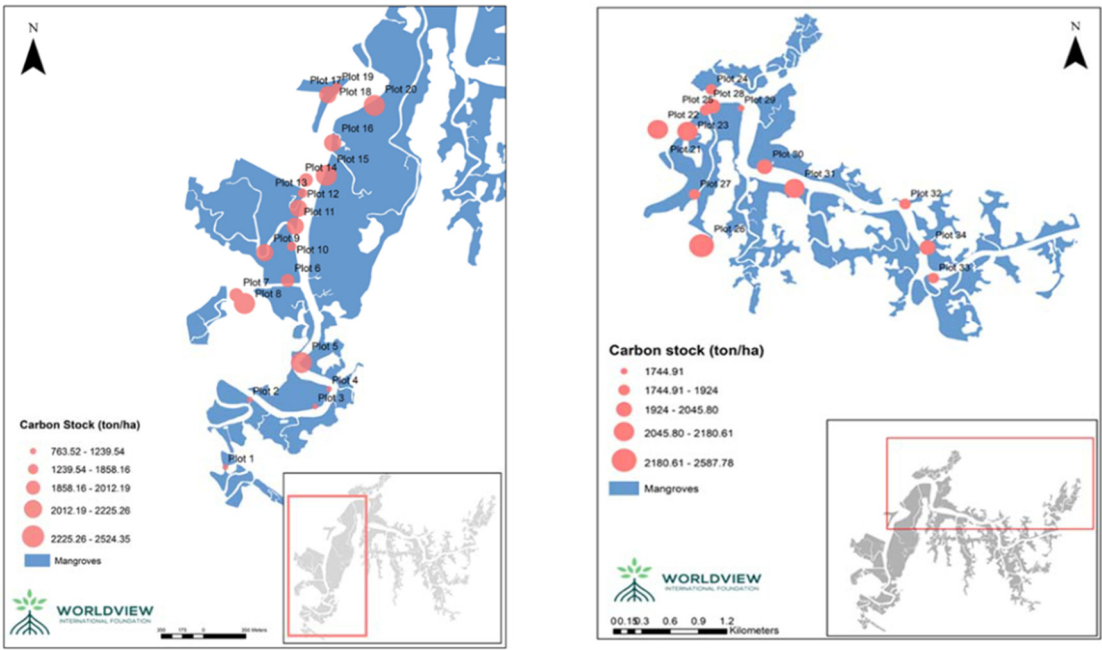 N
Plot 17
Plot 19
Plot 18
Plot 20
Plot 16
Plot 15
Plot 14
Plot 13
Plot 12
Plot 11
Plot 9
Plot 10
Plot 6
Plot 7
Plot 8
Plot 5
Plot 4
Plot 2
Plot 3
Plot 1
Carbon Stock (ton/ha)
763.52 - 1239.54
1239.54 - 1858.16
1858.16 - 2012.19
2012.19 - 2225.26
2225.26 - 2524.35
Mangroves
WORLDVIEW
INTERNATIONAL FOUNDATION
350 175 0 350 Meters
N
Plot 24
Plot 28
Plot 25
Plot 29
Plot 22
Plot 23
Plot 21
Plot 30
Plot 31
Plot 27
Plot 32
Plot 26
Plot 34
Plot 33
Carbon stock (ton/ha)
1744.91
1744.91 - 1924
1924 - 2045.80
2045.80 - 2180.61
2180.61 - 2587.78
Mangroves
WORLDVIEW
INTERNATIONAL FOUNDATION
0 0.15 0.3 0.6 0.9 1.2
Kilometers